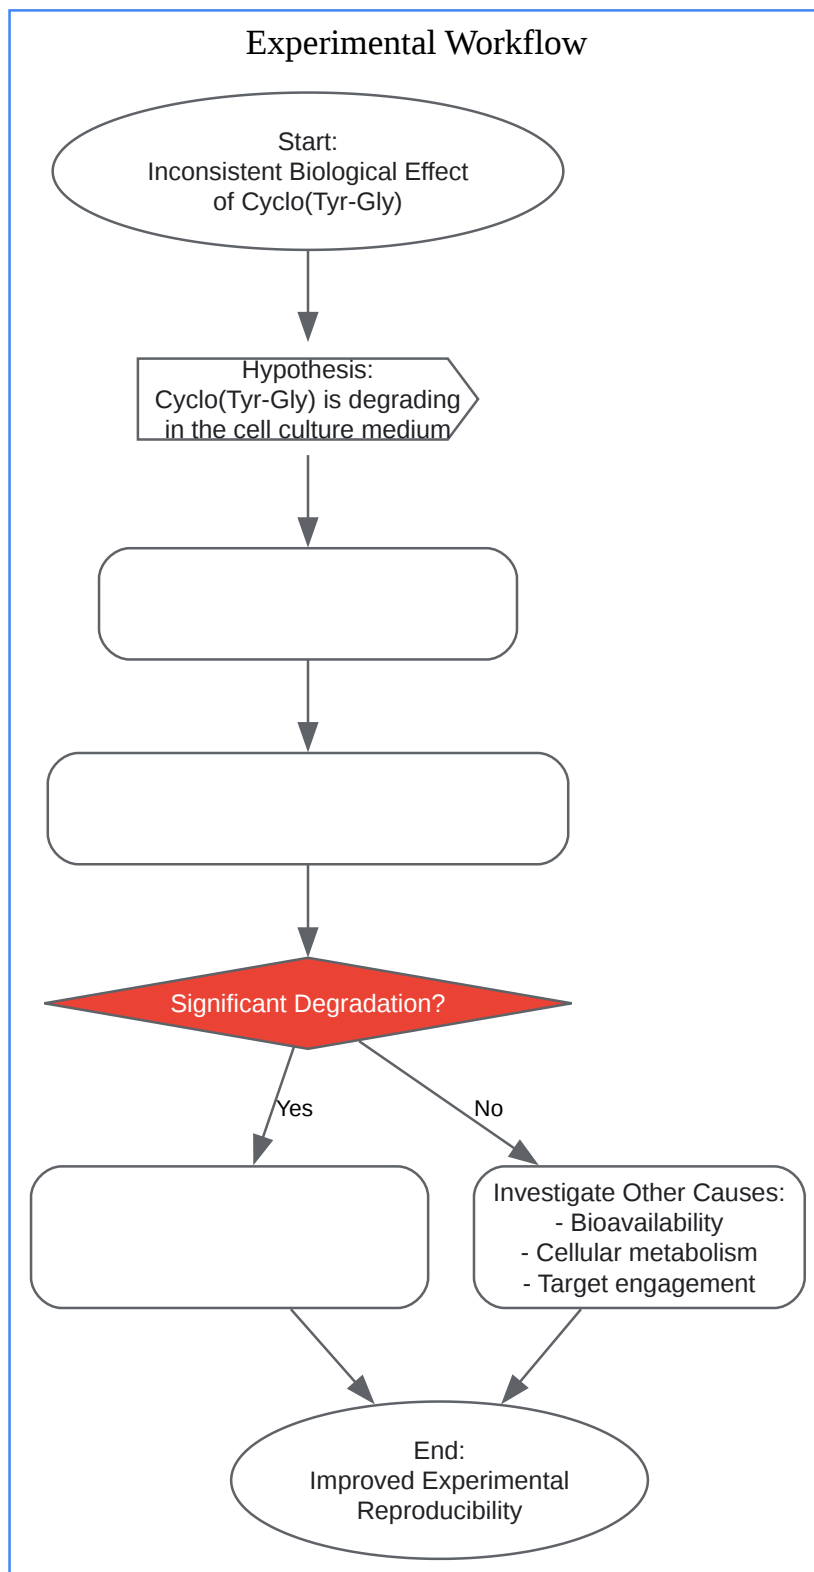 Experimental Workflow
Start:
Inconsistent Biological Effect
of Cyclo(Tyr-Gly)
Hypothesis:
Cyclo(Tyr-Gly) is degrading
in the cell culture medium
Significant Degradation?
Yes
No
Investigate Other Causes:
- Bioavailability
- Cellular metabolism
- Target engagement
End:
Improved Experimental
Reproducibility